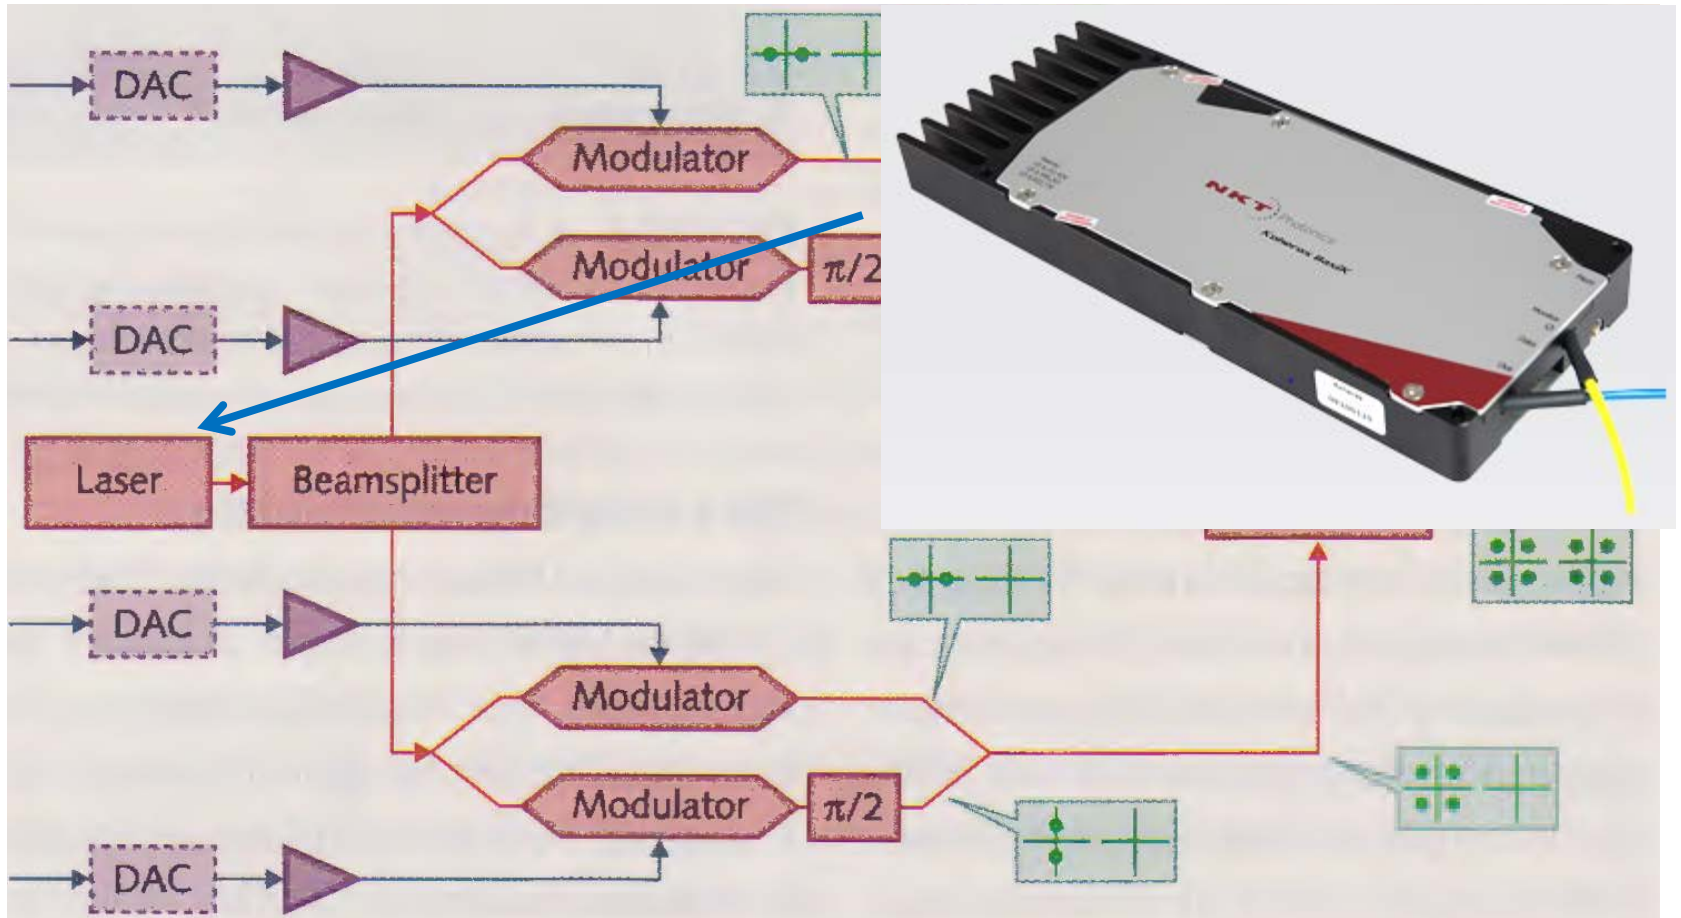 DAC
Modulator
Modulator
π/2
DAC
NKT
Photonics
Koheras BasiK
Laser
Beamsplitter
DAC
Modulator
Modulator
π/2
DAC